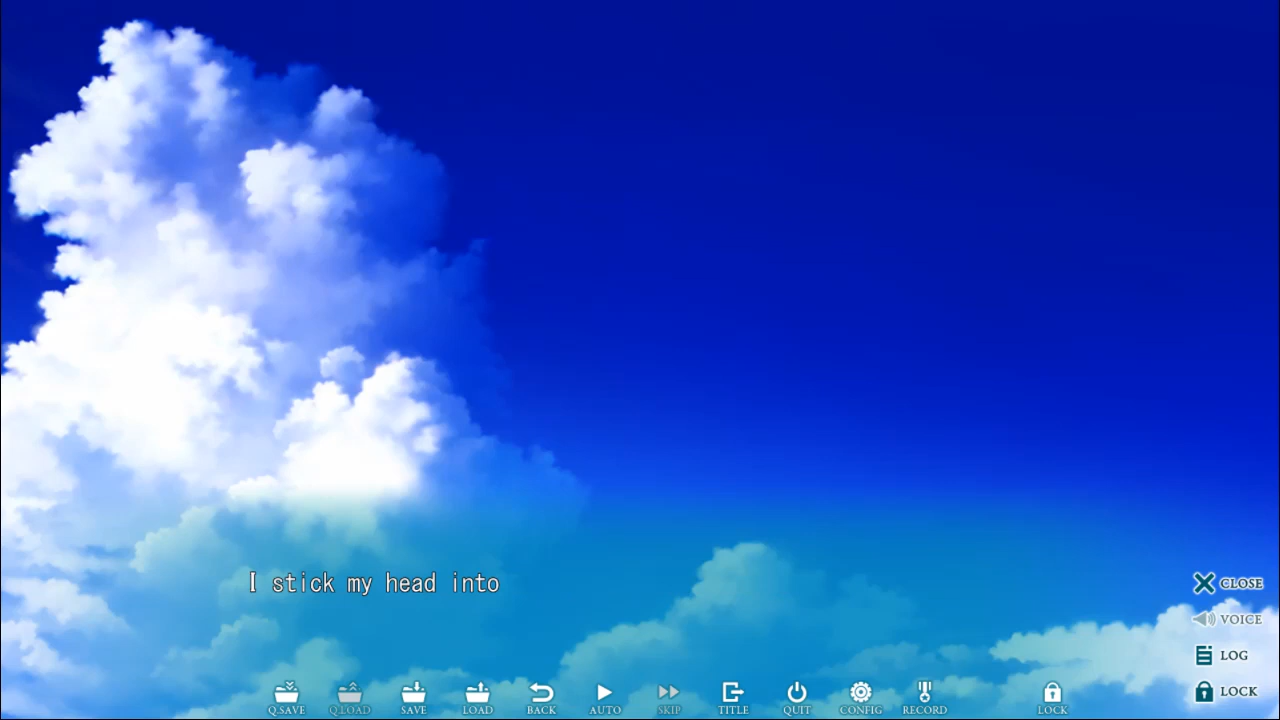 I stick my head into
CLOSE
VOICE
LOG
LOCK
Q.SAVE Q.LOAD SAVE LOAD BACK AUTO SKIP TITLE QUIT CONFIG RECORD LOCK